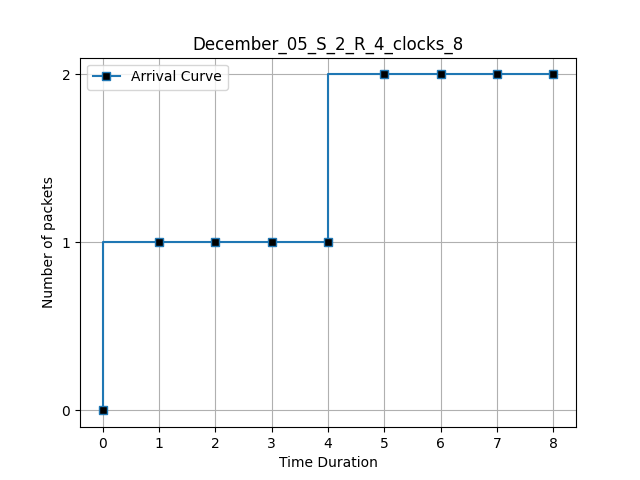 December_05_S_2_R_4_clocks_8
Arrival Curve
Number of packets
2
1
0
0 1 2 3 4 5 6 7 8
Time Duration